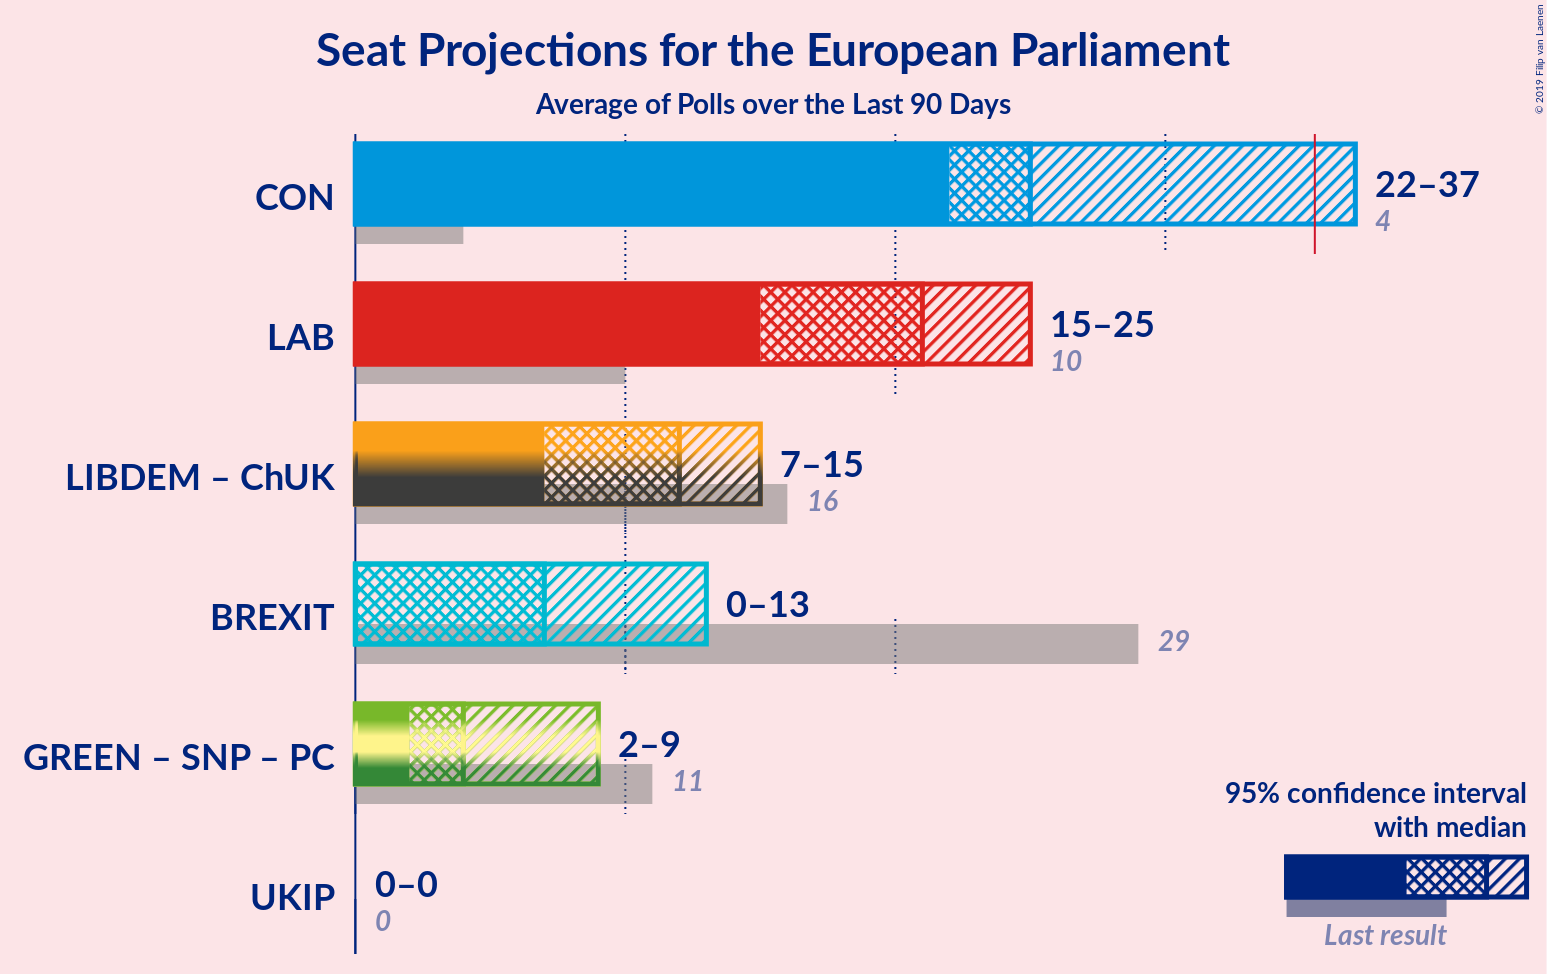 Seat Projections for the European Parliament
Average of Polls over the Last 90 Days
© 2019 Filip van Laenen
CON
22–37
4
LAB
15–25
10
LIBDEM – ChUK
7–15
16
BREXIT
0–13
29
GREEN – SNP – PC
2–9
11
UKIP
0–0
0
95% confidence interval
with median
Last result